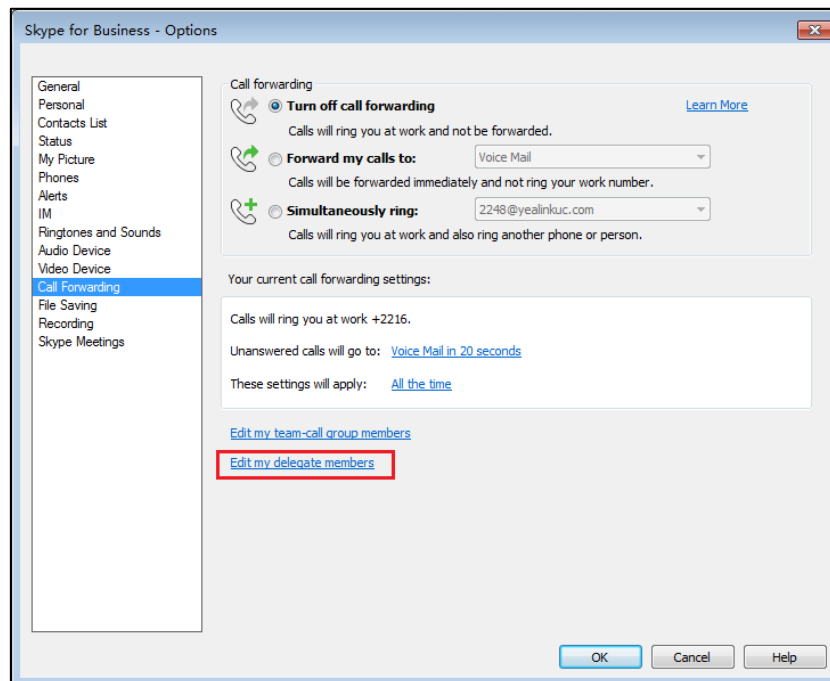 Skype for Business - Options
General
Personal
Contacts List
Status
My Picture
Phones
Alerts
IM
Ringtones and Sounds
Audio Device
Video Device
Call Forwarding
File Saving
Recording
Skype Meetings
Call forwarding
Turn off call forwarding
Learn More
Calls will ring you at work and not be forwarded.
Forward my calls to:
Voice Mail
Calls will be forwarded immediately and not ring your work number.
Simultaneously ring:
2248@yealinkuc.com
Calls will ring you at work and also ring another phone or person.
Your current call forwarding settings:
Calls will ring you at work +2216.
Unanswered calls will go to: Voice Mail in 20 seconds
These settings will apply: All the time
Edit my team-call group members
Edit my delegate members
OK
Cancel
Help